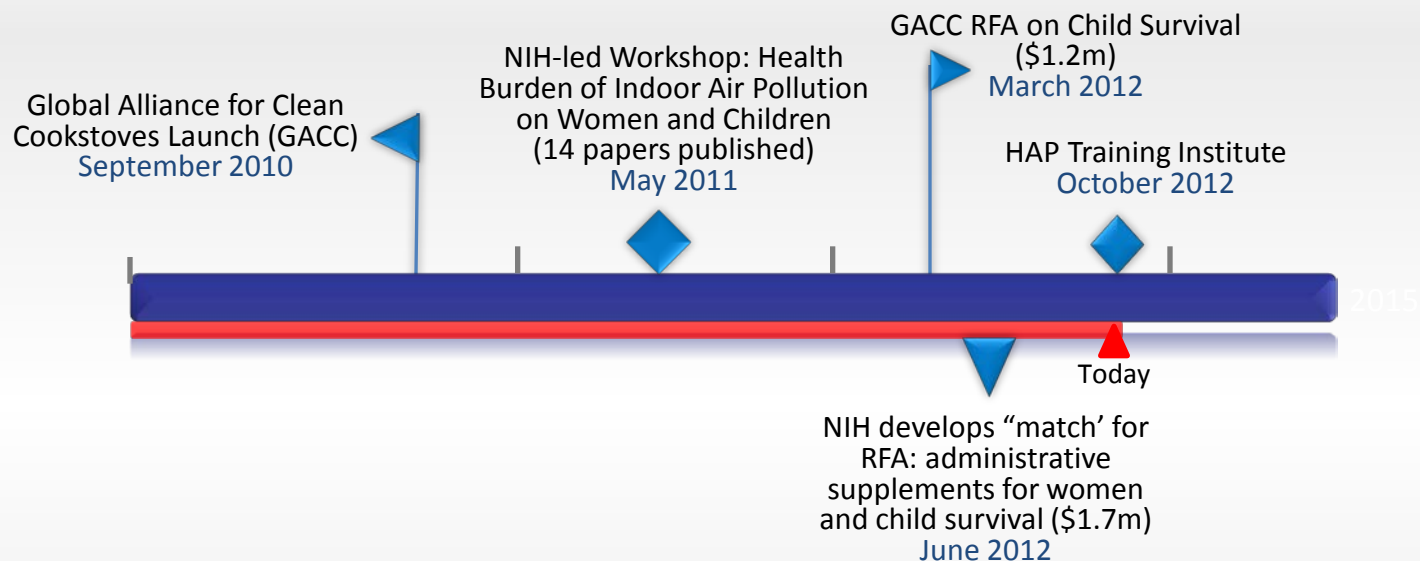 Global Alliance for Clean
Cookstoves Launch (GACC)
September 2010
NIH-led Workshop: Health
Burden of Indoor Air Pollution
on Women and Children
(14 papers published)
May 2011
GACC RFA on Child Survival
($1.2m)
March 2012
HAP Training Institute
October 2012
2015
Today
NIH develops “match’ for
RFA: administrative
supplements for women
and child survival ($1.7m)
June 2012